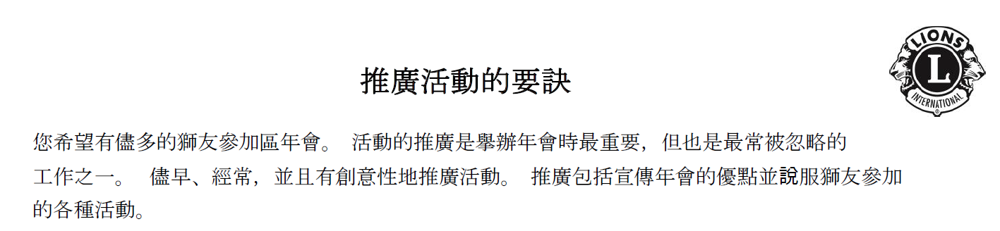 LIONS
L
INTERNATIONAL
®
推廣活動的要訣
您希望有儘多的獅友參加區年會。 活動的推廣是舉辦年會時最重要，但也是最常被忽略的
工作之一。 儘早、經常，並且有創意性地推廣活動。 推廣包括宣傳年會的優點並說服獅友參加
的各種活動。